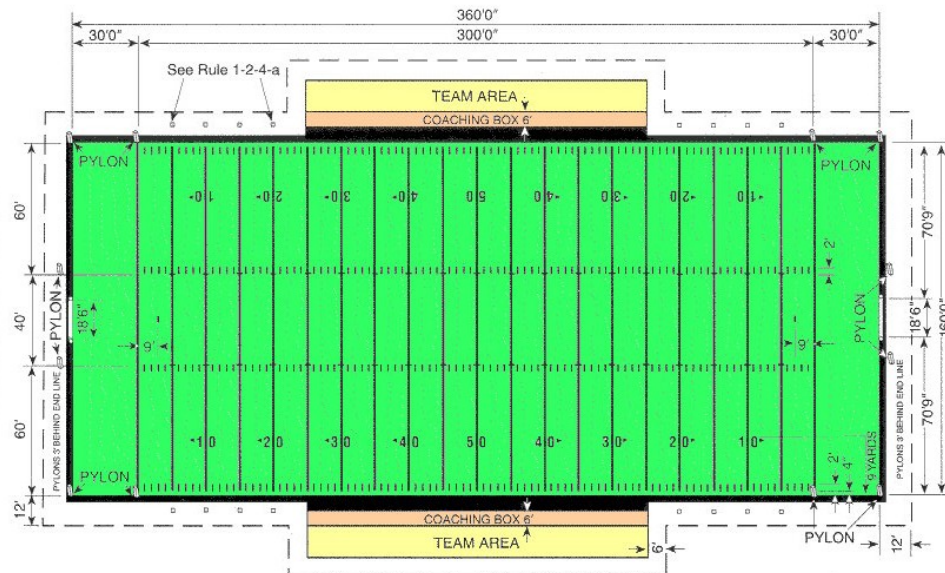 360'0"
30'0"
300'0"
30'0"
See Rule 1-2-4-a
TEAM AREA
COACHING BOX 6'
PYLON
PYLON
10 20 30 40 50 40 30 20 10
60'
70'9"
2'
PYLON
18'6"
40'
9'
9'
PYLON
18'6"
160'0"
60'
PYLONS 3' BEHIND END LINE
10 20 30 40 50 40 30 20 10
70'9"
PYLONS 3' BEHIND END LINE
9 YARDS
2'
4"
PYLON
12'
COACHING BOX 6'
TEAM AREA
6'
PYLON
12'